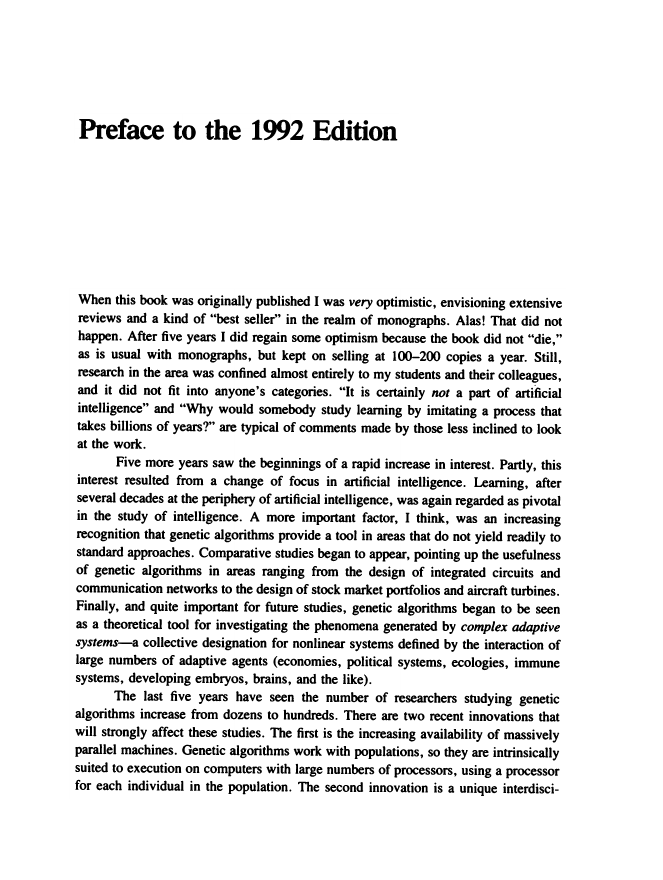 Preface to the 1992 Edition
When this book was originally published I was very optimistic, envisioning extensive
reviews and a kind of “best seller” in the realm of monographs. Alas! That did not
happen. After five years I did regain some optimism because the book did not “die,”
as is usual with monographs, but kept on selling at 100–200 copies a year. Still,
research in the area was confined almost entirely to my students and their colleagues,
and it did not fit into anyone’s categories. “It is certainly not a part of artificial
intelligence” and “Why would somebody study learning by imitating a process that
takes billions of years?” are typical of comments made by those less inclined to look
at the work.
Five more years saw the beginnings of a rapid increase in interest. Partly, this
interest resulted from a change of focus in artificial intelligence. Learning, after
several decades at the periphery of artificial intelligence, was again regarded as pivotal
in the study of intelligence. A more important factor, I think, was an increasing
recognition that genetic algorithms provide a tool in areas that do not yield readily to
standard approaches. Comparative studies began to appear, pointing up the usefulness
of genetic algorithms in areas ranging from the design of integrated circuits and
communication networks to the design of stock market portfolios and aircraft turbines.
Finally, and quite important for future studies, genetic algorithms began to be seen
as a theoretical tool for investigating the phenomena generated by complex adaptive
systems—a collective designation for nonlinear systems defined by the interaction of
large numbers of adaptive agents (economies, political systems, ecologies, immune
systems, developing embryos, brains, and the like).
The last five years have seen the number of researchers studying genetic
algorithms increase from dozens to hundreds. There are two recent innovations that
will strongly affect these studies. The first is the increasing availability of massively
parallel machines. Genetic algorithms work with populations, so they are intrinsically
suited to execution on computers with large numbers of processors, using a processor
for each individual in the population. The second innovation is a unique interdisci-